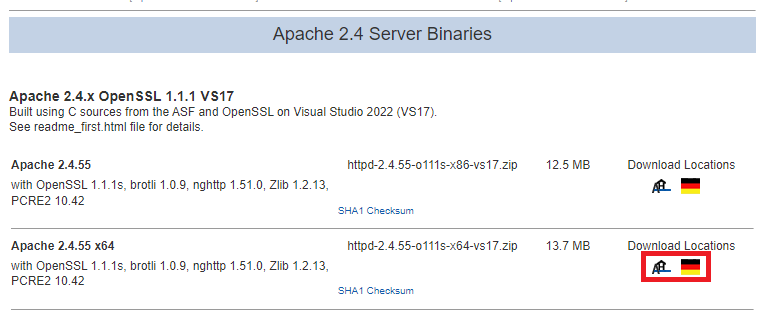 Apache 2.4 Server Binaries
Apache 2.4.x OpenSSL 1.1.1 VS17
Built using C sources from the ASF and OpenSSL on Visual Studio 2022 (VS17).
See readme_first.html file for details.
Apache 2.4.55 httpd-2.4.55-o111s-x86-vs17.zip 12.5 MB Download Locations
with OpenSSL 1.1.1s, brotli 1.0.9, nghttp 1.51.0, Zlib 1.2.13,
PCRE2 10.42
SHA1 Checksum
Apache 2.4.55 x64 httpd-2.4.55-o111s-x64-vs17.zip 13.7 MB Download Locations
with OpenSSL 1.1.1s, brotli 1.0.9, nghttp 1.51.0, Zlib 1.2.13,
PCRE2 10.42
SHA1 Checksum